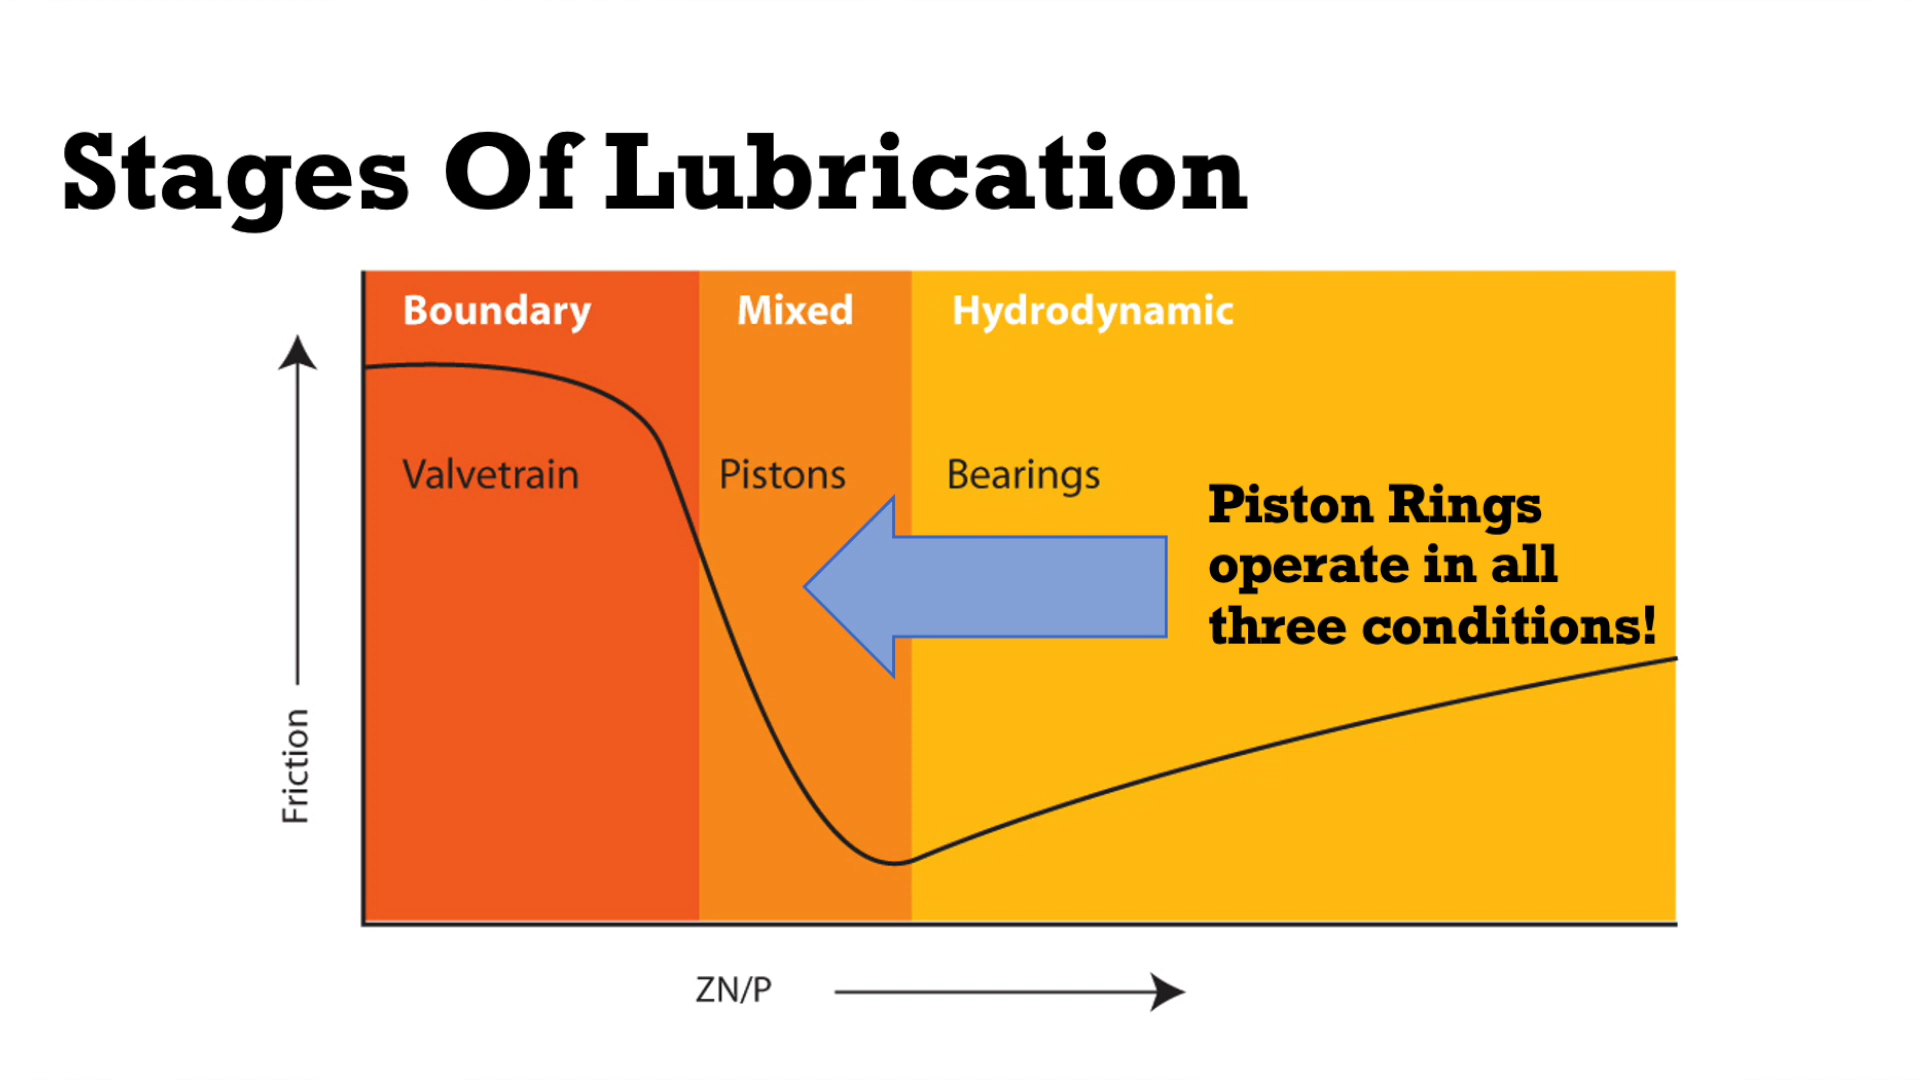 Stages Of Lubrication
Boundary
Mixed
Hydrodynamic
Valvetrain
Pistons
Bearings
Piston Rings
operate in all
three conditions!
Friction
ZN/P